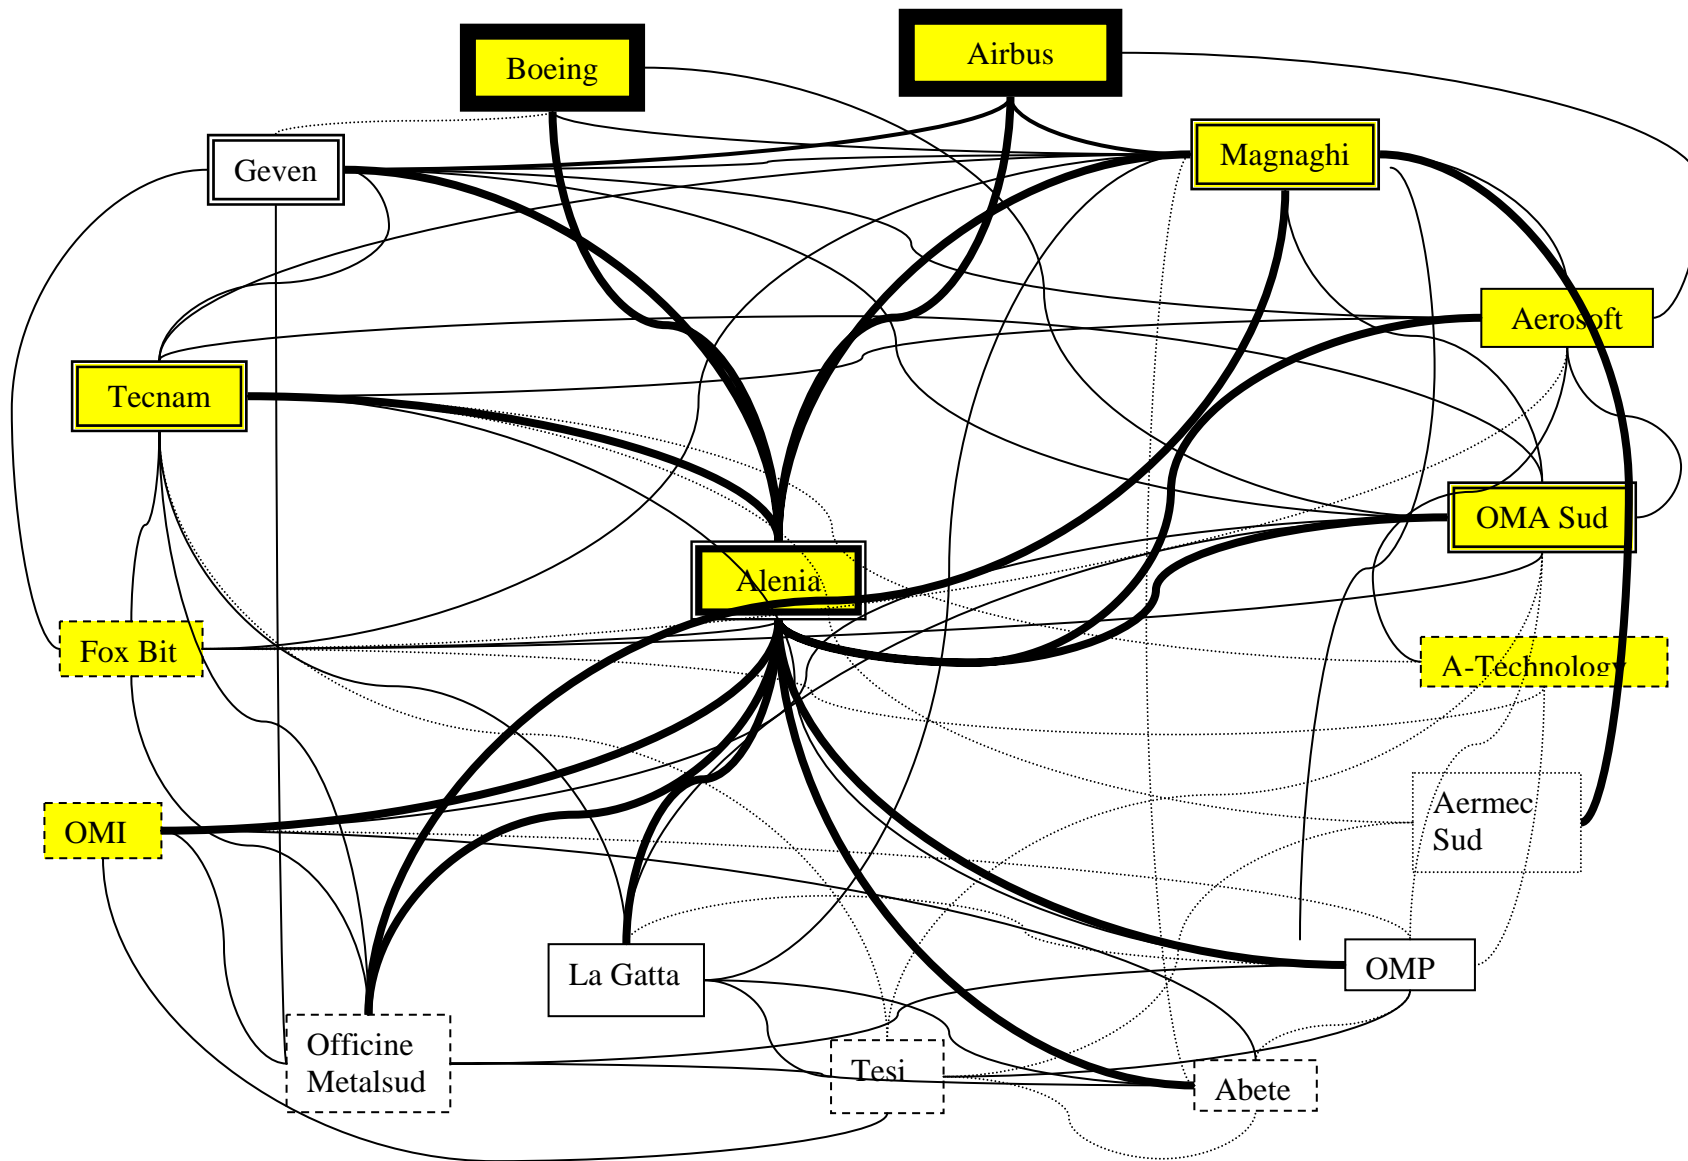 Airbus
Boeing
Magnaghi
Geven
Aerosoft
Tecnam
OMA Sud
Alenia
Fox Bit
A-Technology
Aermec
Sud
OMI
OMP
La Gatta
Officine
Metalsud
Tesi
Abete